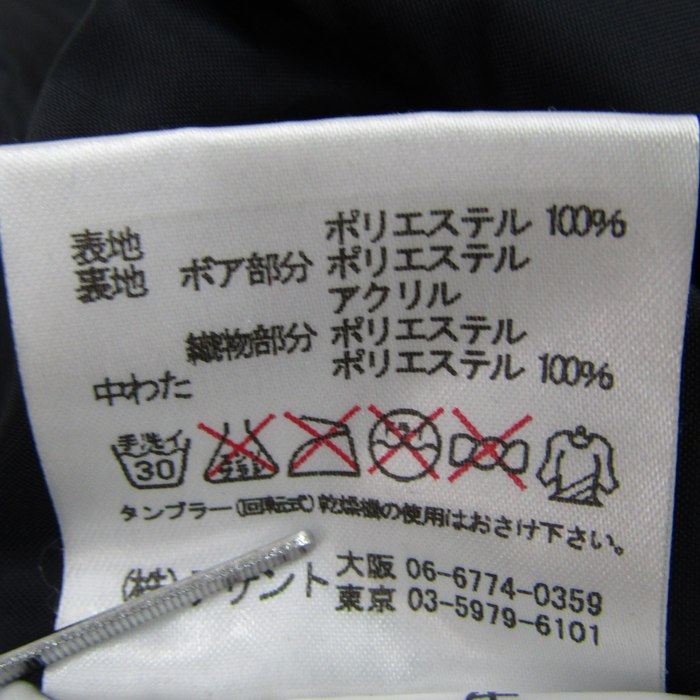 表地 ポリエステル 100%
裏地 ボア部分 ポリエステル
アクリル
織物部分 ポリエステル
中わた ポリエステル 100%
手洗イ
30
タンブラー(回転式)乾燥機の使用はおさけ下さい。
(株)アサント 大阪 06-6774-0359
東京 03-5979-6101